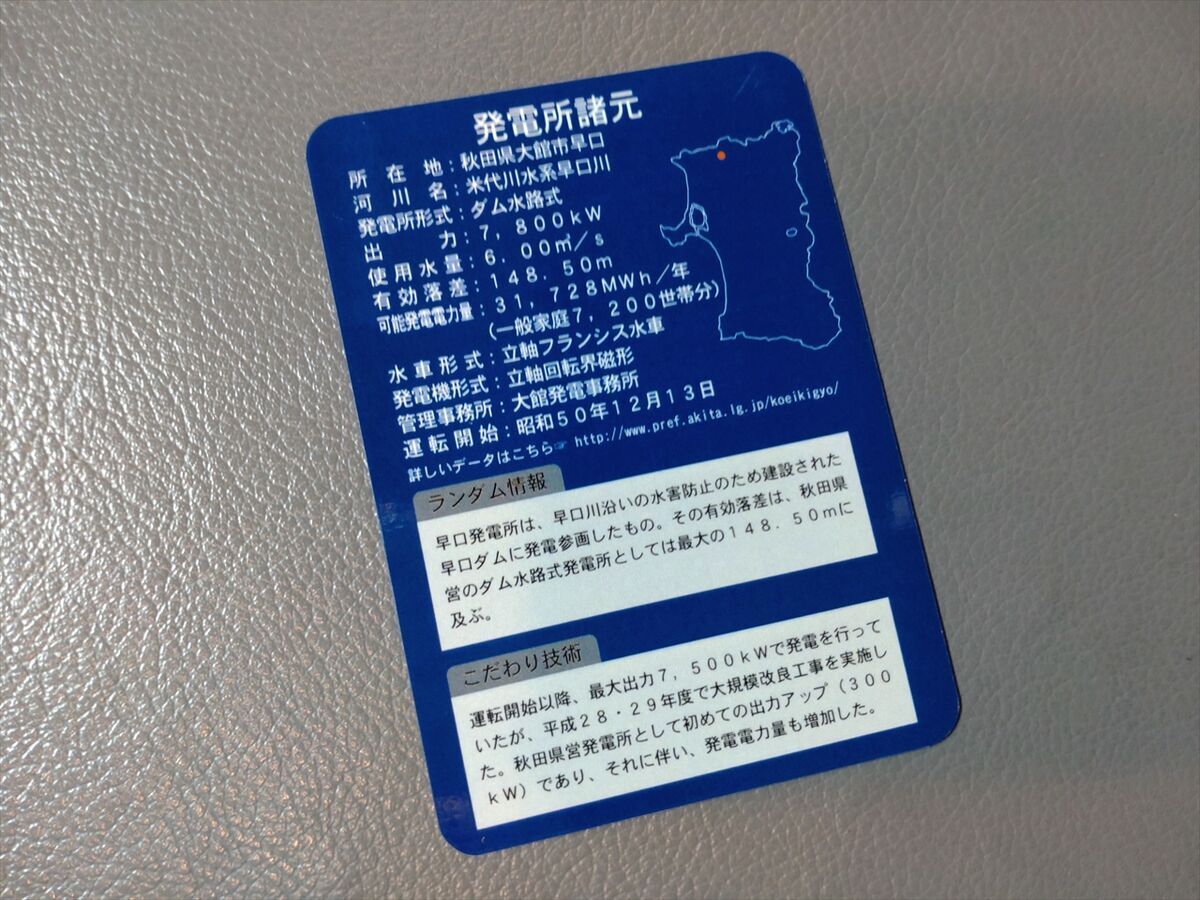 発電所諸元
所在地：秋田県大館市早口
河川名：米代川水系早口川
発電所形式：ダム水路式
出力：７，８００ｋＷ
使用水量：６．００㎥／ｓ
有効落差：１４８．５０ｍ
可能発電電力量：３１，７２８ＭＷｈ／年
（一般家庭７，２００世帯分）
水車形式：立軸フランシス水車
発電機形式：立軸回転界磁形
管理事務所：大館発電事務所
運転開始：昭和５０年１２月１３日
詳しいデータはこちら☞ http://www.pref.akita.lg.jp/koeikigyo/
ランダム情報
早口発電所は、早口川沿いの水害防止のため建設された
早口ダムに発電参画したもの。その有効落差は、秋田県
営のダム水路式発電所としては最大の１４８．５０ｍに
及ぶ。
こだわり技術
運転開始以降、最大出力７，５００ｋＷで発電を行って
いたが、平成２８・２９年度で大規模改良工事を実施し
た。秋田県営発電所として初めての出力アップ（３００
ｋＷ）であり、それに伴い、発電電力量も増加した。